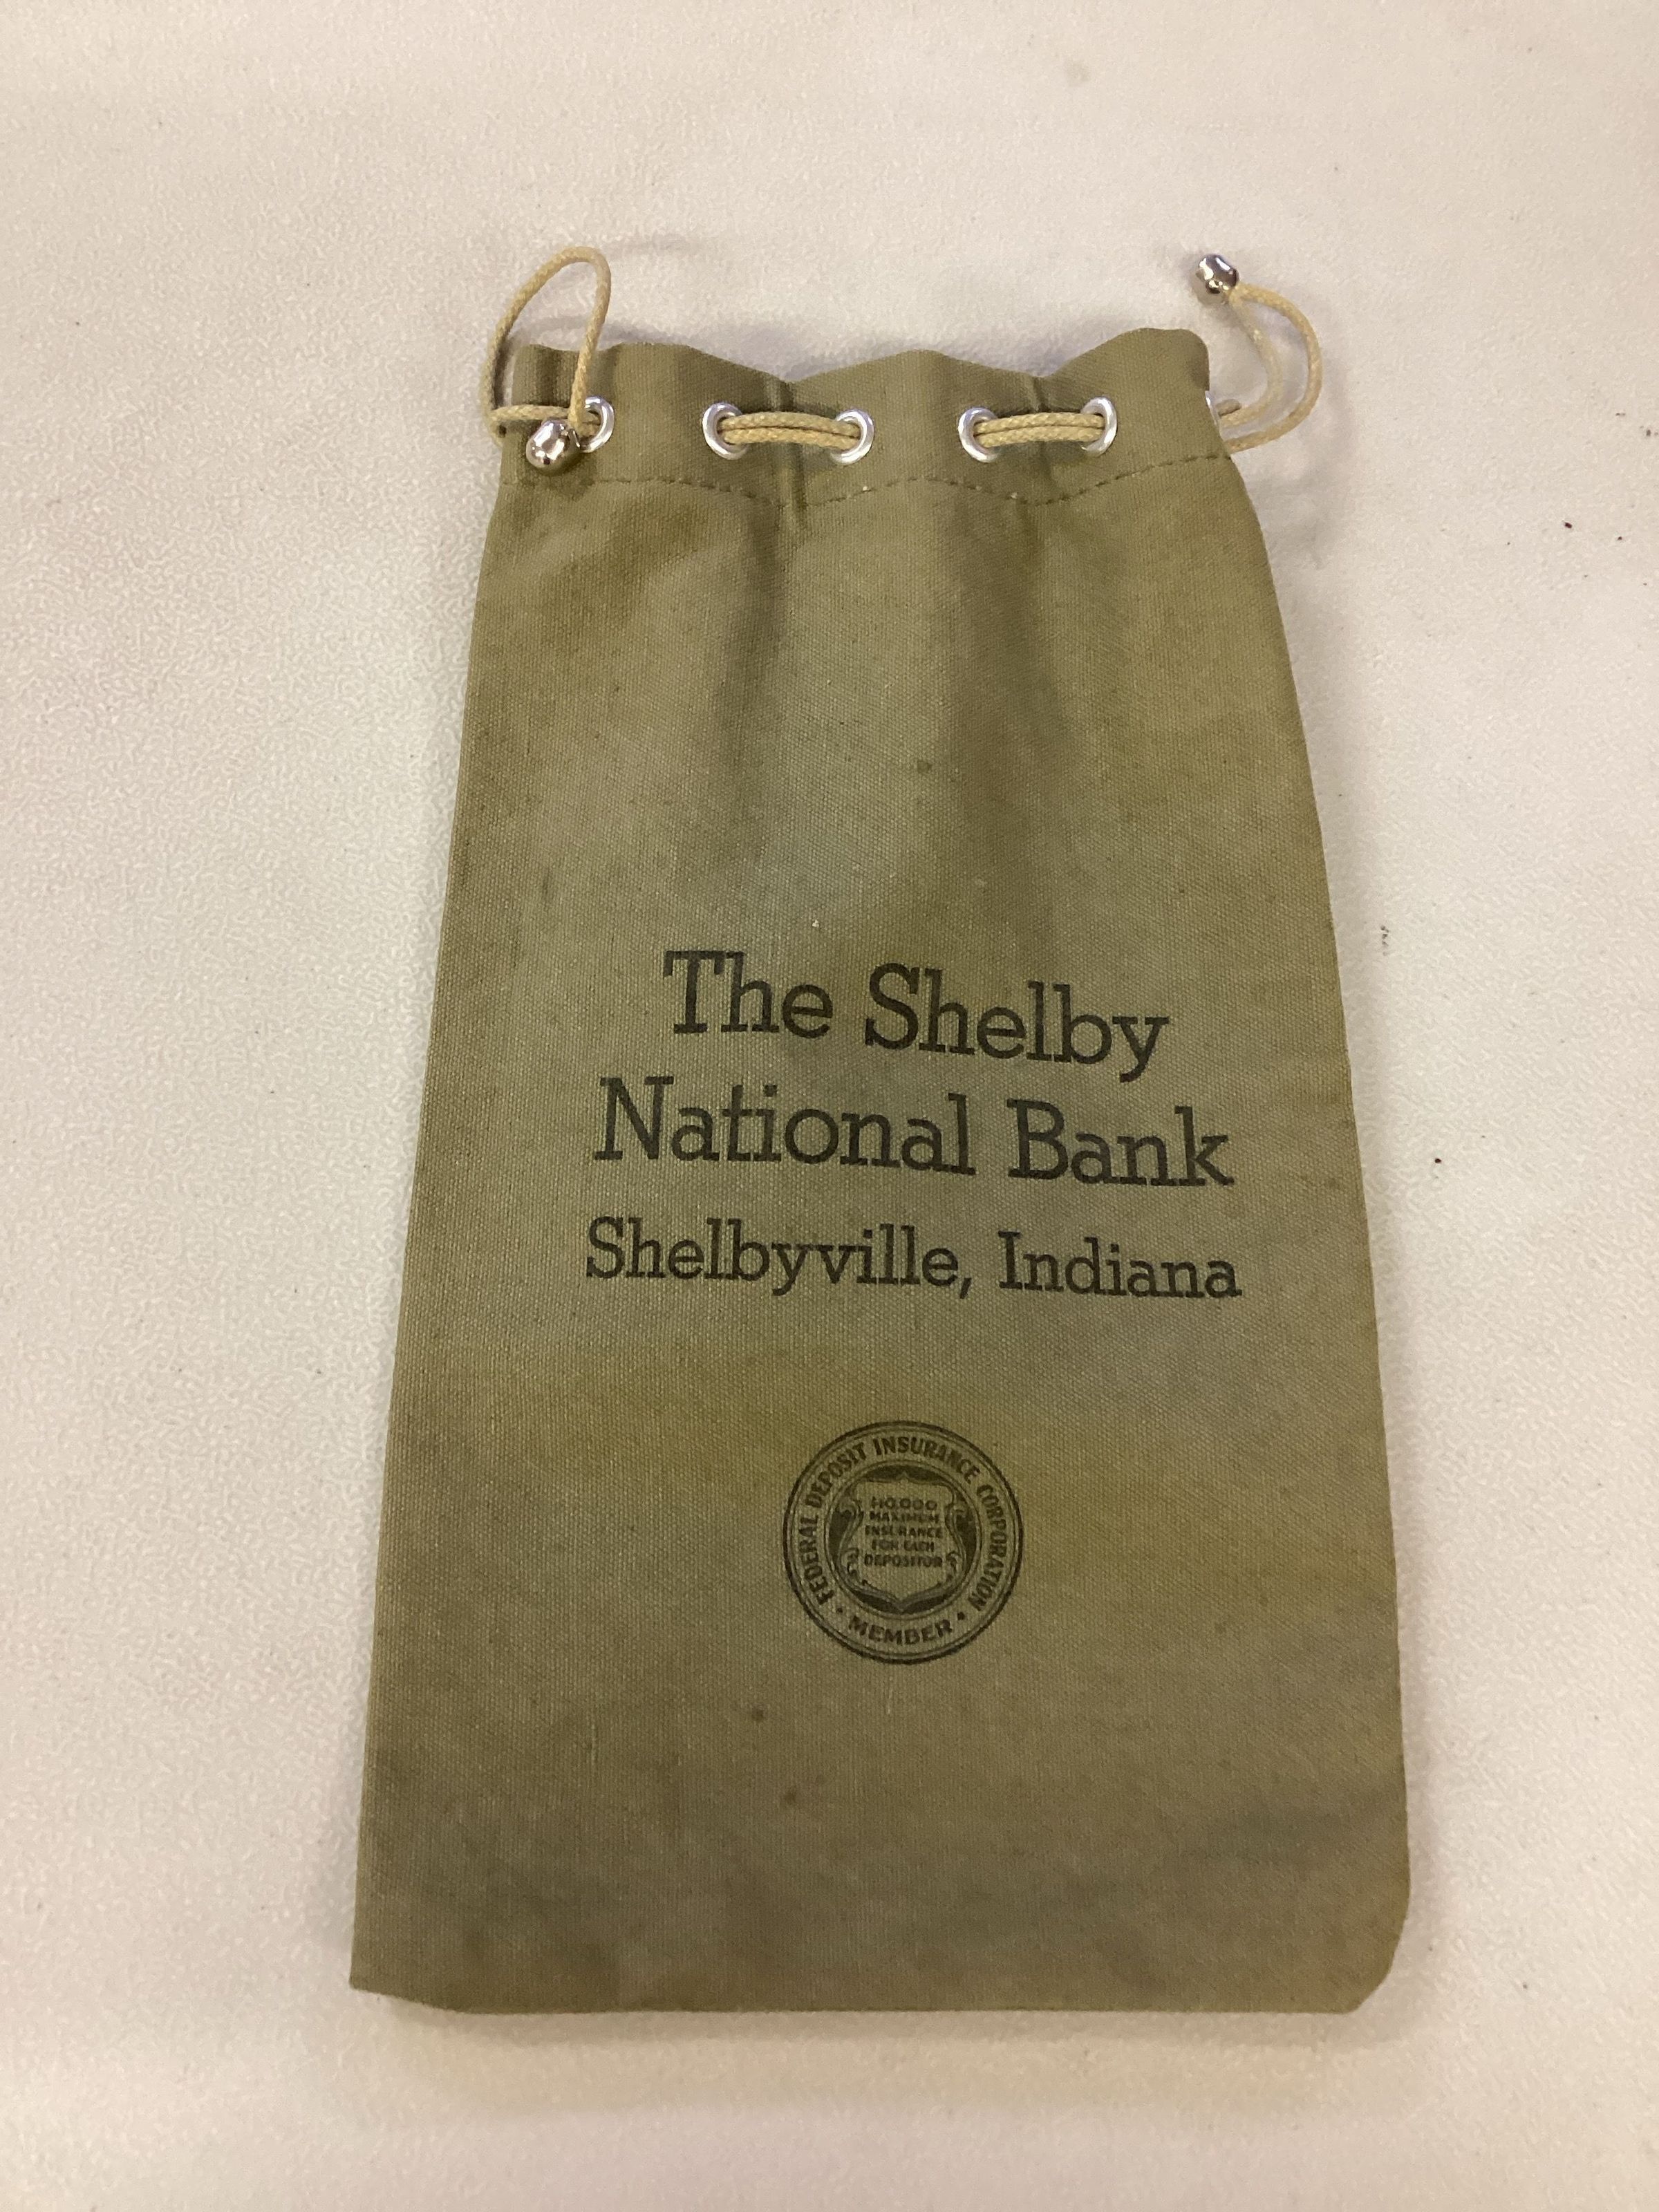 The Shelby
National Bank
Shelbyville, Indiana
FEDERAL DEPOSIT INSURANCE CORPORATION
$10,000
MAXIMUM
INSURANCE
FOR EACH
DEPOSITOR
• MEMBER •